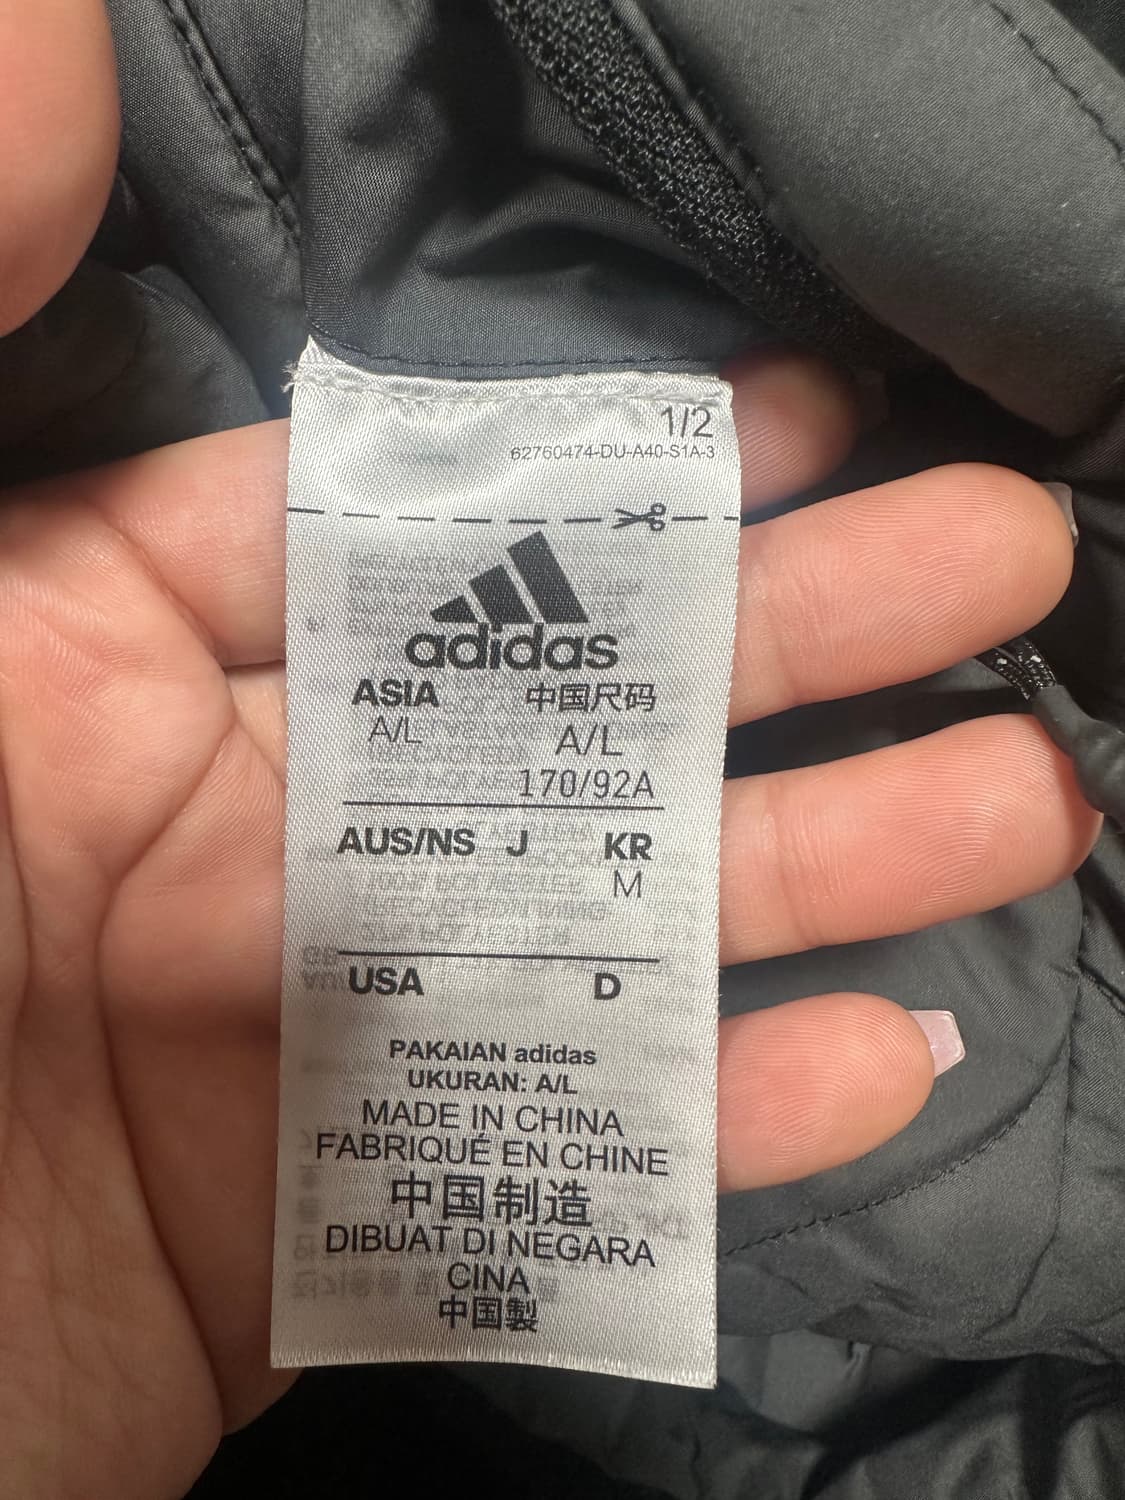 1/2
62760474-DU-A40-S1A-3
adidas
ASIA 中国尺码
A/L A/L
170/92A
AUS/NS J KR
M
USA D
PAKAIAN adidas
UKURAN: A/L
MADE IN CHINA
FABRIQUÉ EN CHINE
中国制造
DIBUAT DI NEGARA
CINA
中国製